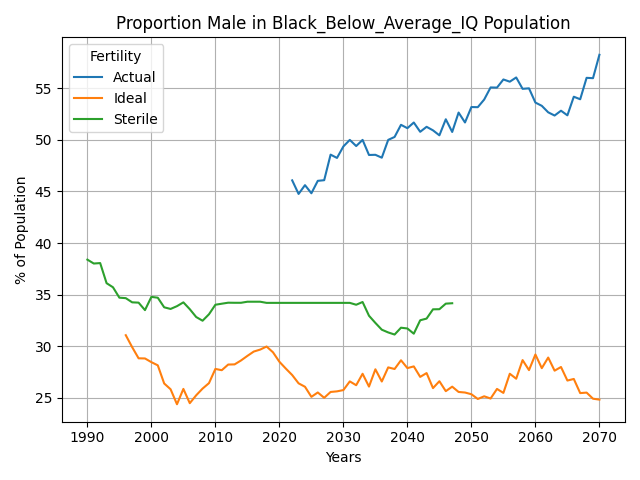 Proportion Male in Black_Below_Average_IQ Population
Fertility
Actual
Ideal
Sterile
% of Population
55
50
45
40
35
30
25
1990
2000
2010
2020
2030
2040
2050
2060
2070
Years